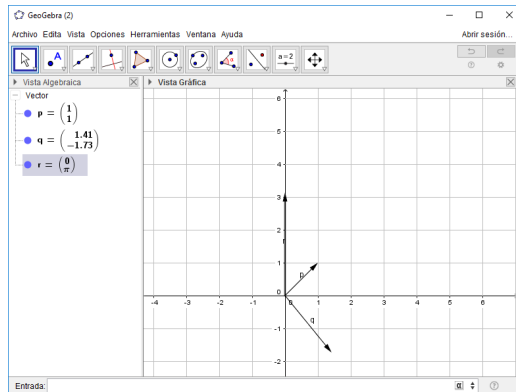 GeoGebra (2)
Archivo Edita Vista Opciones Herramientas Ventana Ayuda Abrir sesión...
A a=2
Vista Algebraica Vista Gráfica
Vector
p = (1
1)
q = (1.41
−1.73)
r = (0
π)
6
5
4
3
2
1
0
-1
-2
-4 -3 -2 -1 0 1 2 3 4 5 6
r
p
q
Entrada: α